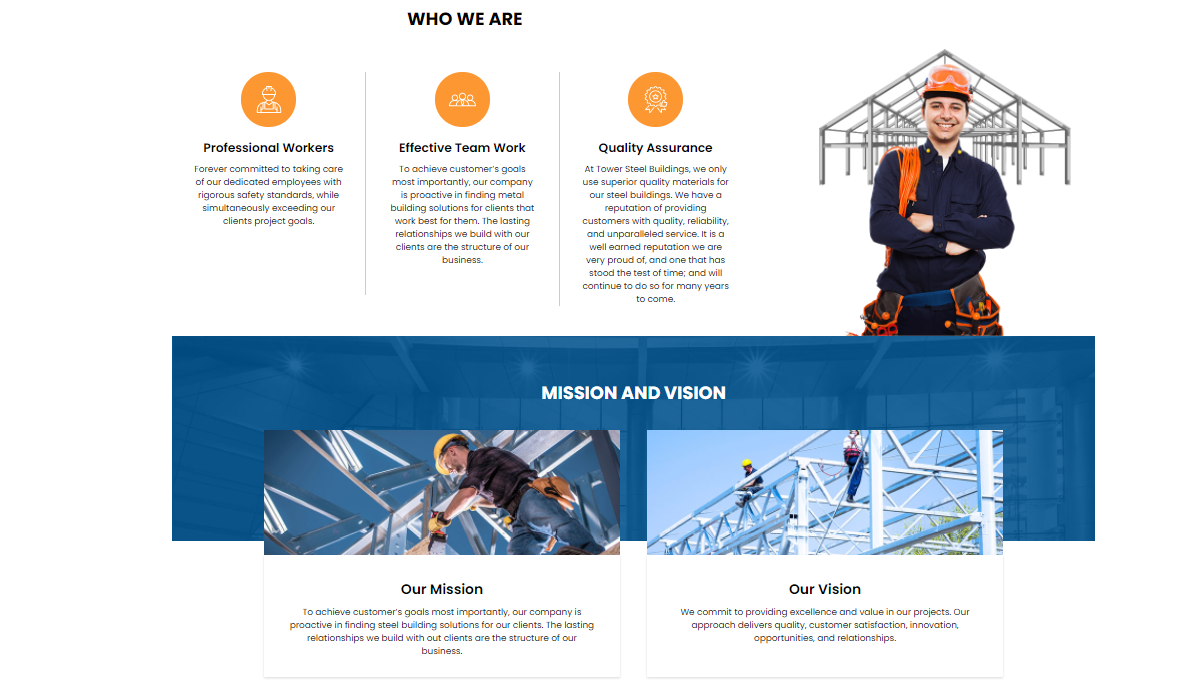 WHO WE ARE
Professional Workers
Forever committed to taking care
of our dedicated employees with
rigorous safety standards, while
simultaneously exceeding our
clients project goals.
Effective Team Work
To achieve customer's goals
most importantly, our company
is proactive in finding metal
building solutions for clients that
work best for them. The lasting
relationships we build with our
clients are the structure of our
business.
Quality Assurance
At Tower Steel Buildings, we only
use superior quality materials for
our steel buildings. We have a
reputation of providing
customers with quality, reliability,
and unparalleled service. It is a
well earned reputation we are
very proud of, and one that has
stood the test of time; and will
continue to do so for many years
to come.
MISSION AND VISION
Our Mission
To achieve customer's goals most importantly, our company is
proactive in finding steel building solutions for our clients. The lasting
relationships we build with out clients are the structure of our
business.
Our Vision
We commit to providing excellence and value in our projects. Our
approach delivers quality, customer satisfaction, innovation,
opportunities, and relationships.